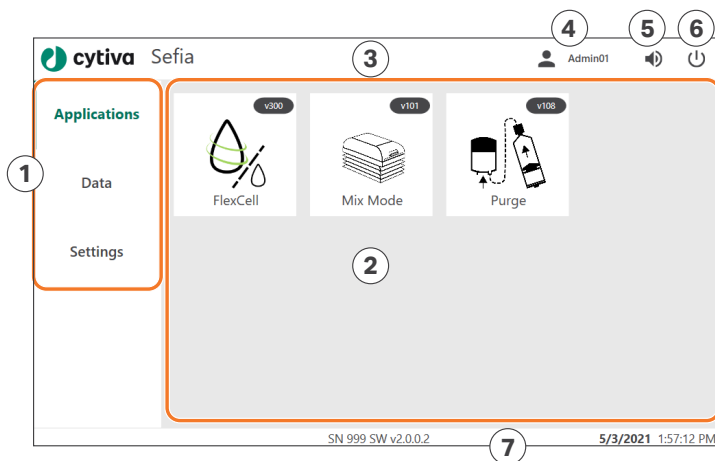 4 5 6
cytiva Sefia 3 Admin01
Applications
v300 v101 v108
1
Data
FlexCell Mix Mode Purge
Settings
2
SN 999 SW v2.0.0.2 5/3/2021 1:57:12 PM
7